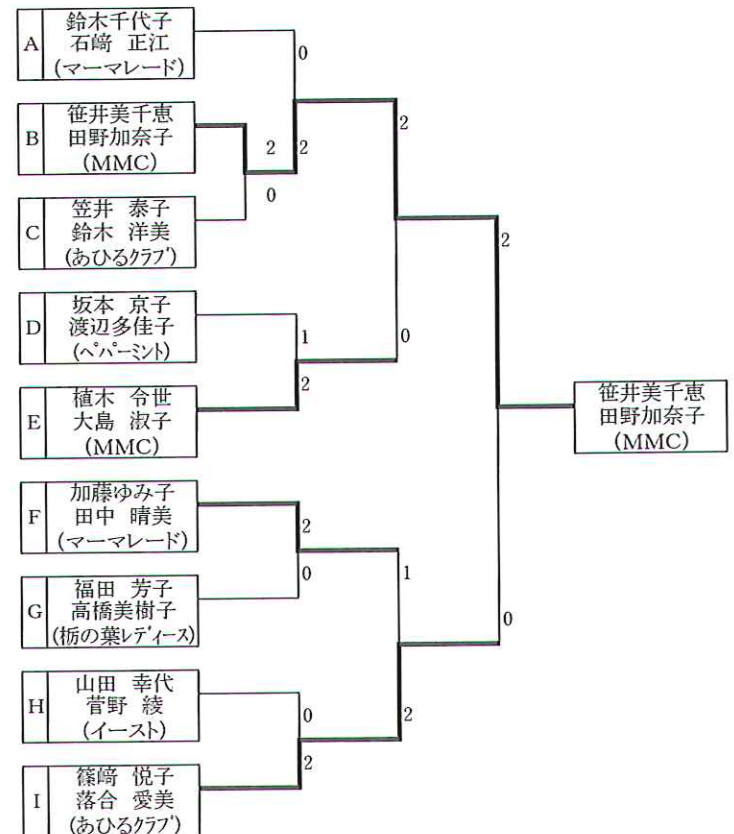 A
鈴木千代子
石﨑 正江
(マーマレード)
0
B
笹井美千恵
田野加奈子
(MMC)
2
2
0
2
C
笠井 泰子
鈴木 洋美
(あひるクラブ)
2
D
坂本 京子
渡辺多佳子
(ペパーミント)
1
0
2
E
植木 令世
大島 淑子
(MMC)
笹井美千恵
田野加奈子
(MMC)
F
加藤ゆみ子
田中 晴美
(マーマレード)
2
0
1
G
福田 芳子
高橋美樹子
(栃の葉レディース)
0
H
山田 幸代
菅野 綾
(イースト)
0
2
2
I
篠﨑 悦子
落合 愛美
(あひるクラブ)